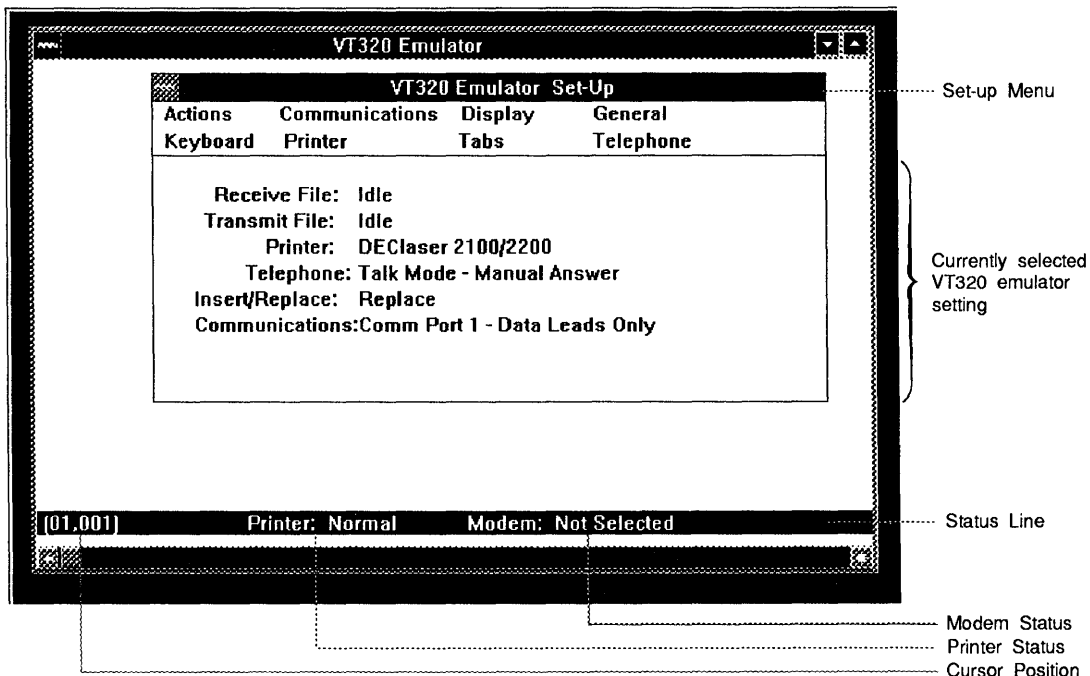 VT320 Emulator
VT320 Emulator Set-Up
Set-up Menu
Actions Communications Display General
Keyboard Printer Tabs Telephone
Receive File: Idle
Transmit File: Idle
Printer: DEClaser 2100/2200
Telephone: Talk Mode - Manual Answer
Insert/Replace: Replace
Communications:Comm Port 1 - Data Leads Only
Currently selected
VT320 emulator
setting
(01,001) Printer: Normal Modem: Not Selected
Status Line
Modem Status
Printer Status
Cursor Position